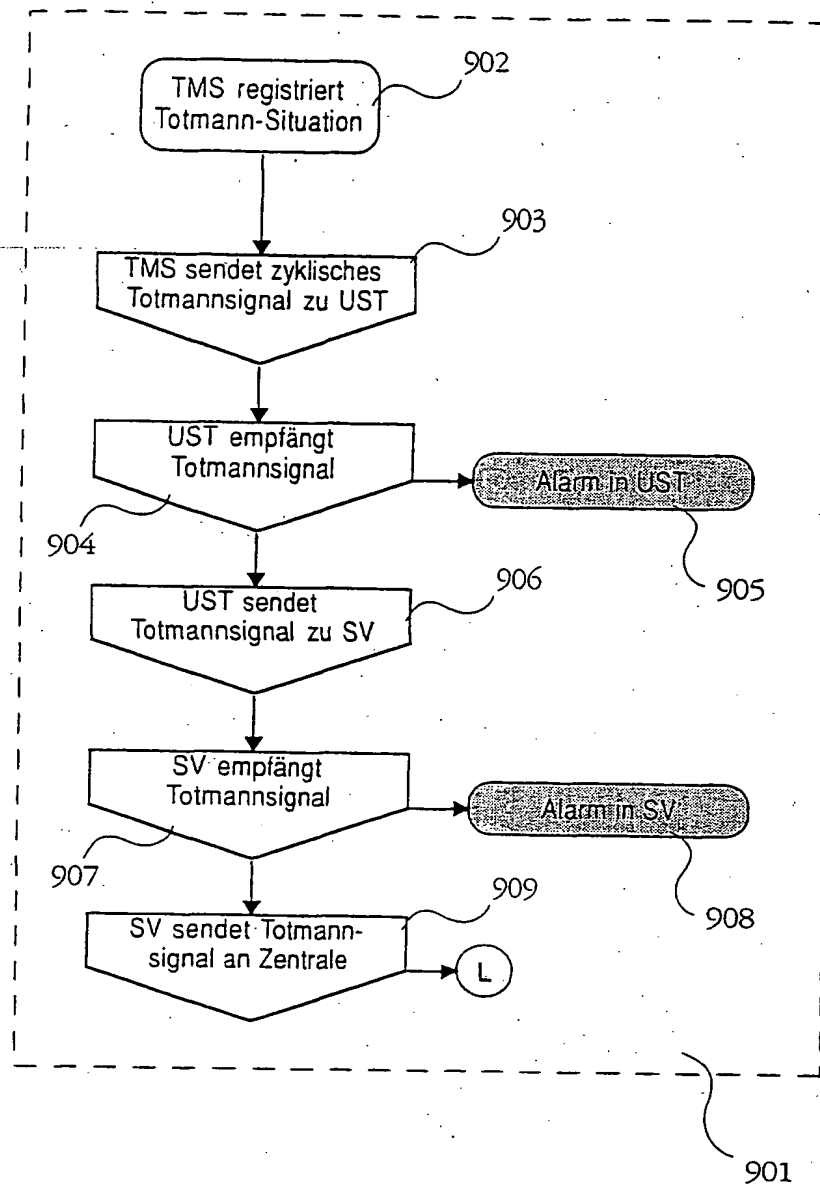 902
TMS registriert
Totmann-Situation
903
TMS sendet zyklisches
Totmannsignal zu UST
UST empfängt
Totmannsignal
Alarm in UST
904
905
906
UST sendet
Totmannsignal zu SV
SV empfängt
Totmannsignal
Alarm in SV
907
908
909
SV sendet Totmann-
signal an Zentrale
L
901